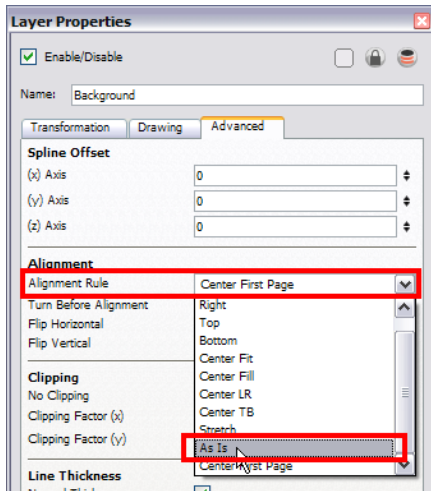 Layer Properties
Enable/Disable
Name: Background
Transformation Drawing Advanced
Spline Offset
(x) Axis 0
(y) Axis 0
(z) Axis 0
Alignment
Alignment Rule Center First Page
Turn Before Alignment Right
Flip Horizontal Top
Flip Vertical Bottom
Center Fit
Clipping Center Fill
No Clipping Center LR
Clipping Factor (x) Center TB
Stretch
Clipping Factor (y) As Is
Center First Page
Line Thickness